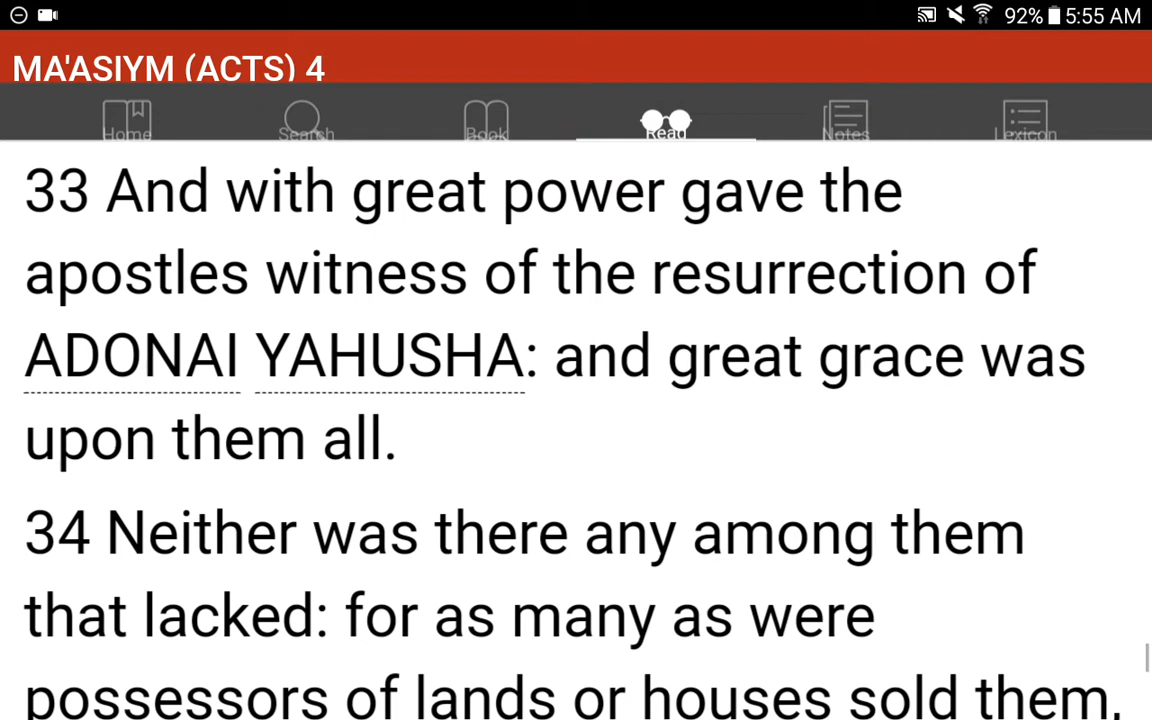 92% 5:55 AM
MA'ASIYM (ACTS) 4
Home Search Book Read Notes Lexicon
33 And with great power gave the
apostles witness of the resurrection of
ADONAI YAHUSHA: and great grace was
upon them all.
34 Neither was there any among them
that lacked: for as many as were
possessors of lands or houses sold them,